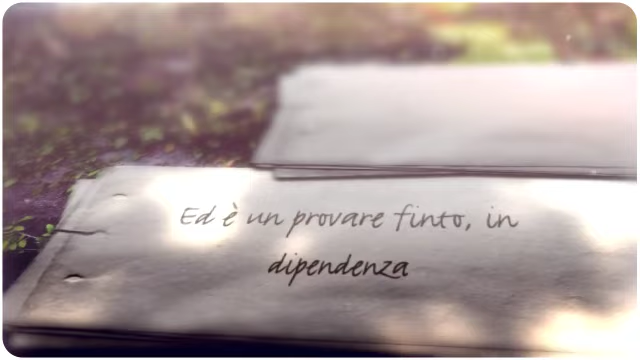 Ed è un provare finto, in
dipendenza